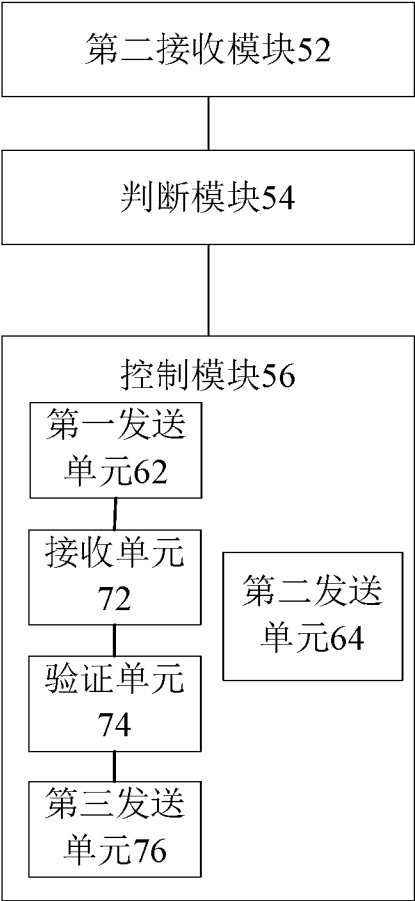 第二接收模块52
判断模块54
控制模块56
第一发送
单元62
接收单元
72
第二发送
单元64
验证单元
74
第三发送
单元76